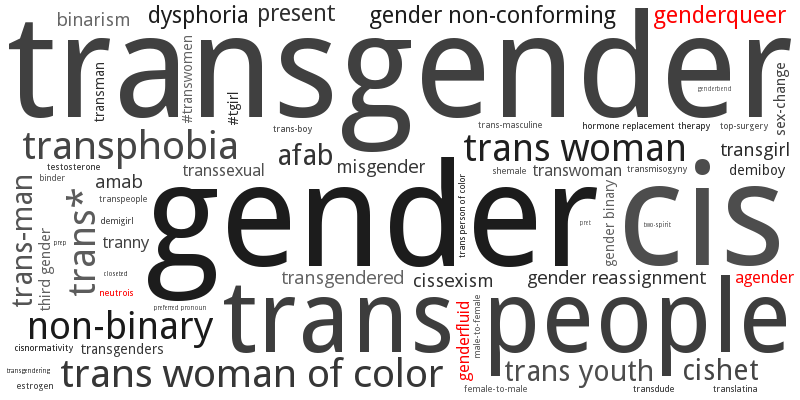 binarism
dysphoria
present
gender non-conforming
genderqueer
transgender
transman
#transwomen
#tgirl
genderbend
sex-change
trans-boy
trans-masculine
hormone replacement therapy
top-surgery
transphobia
afab
misgender
trans woman
transgirl
testosterone
transsexual
shemale
transwoman
transmisogyny
demiboy
binder
amab
transpeople
trans-man
trans*
gender
cis
trans person of color
gender binary
pret
two-spirit
demigirl
third gender
prep
tranny
closeted
transgendered
cissexism
gender reassignment
agender
neutrois
preferred pronoun
trans people
genderfluid
male-to-female
non-binary
cisnormativity
transgenders
transgendering
estrogen
trans woman of color
trans youth
cishet
female-to-male
transdude
translatina